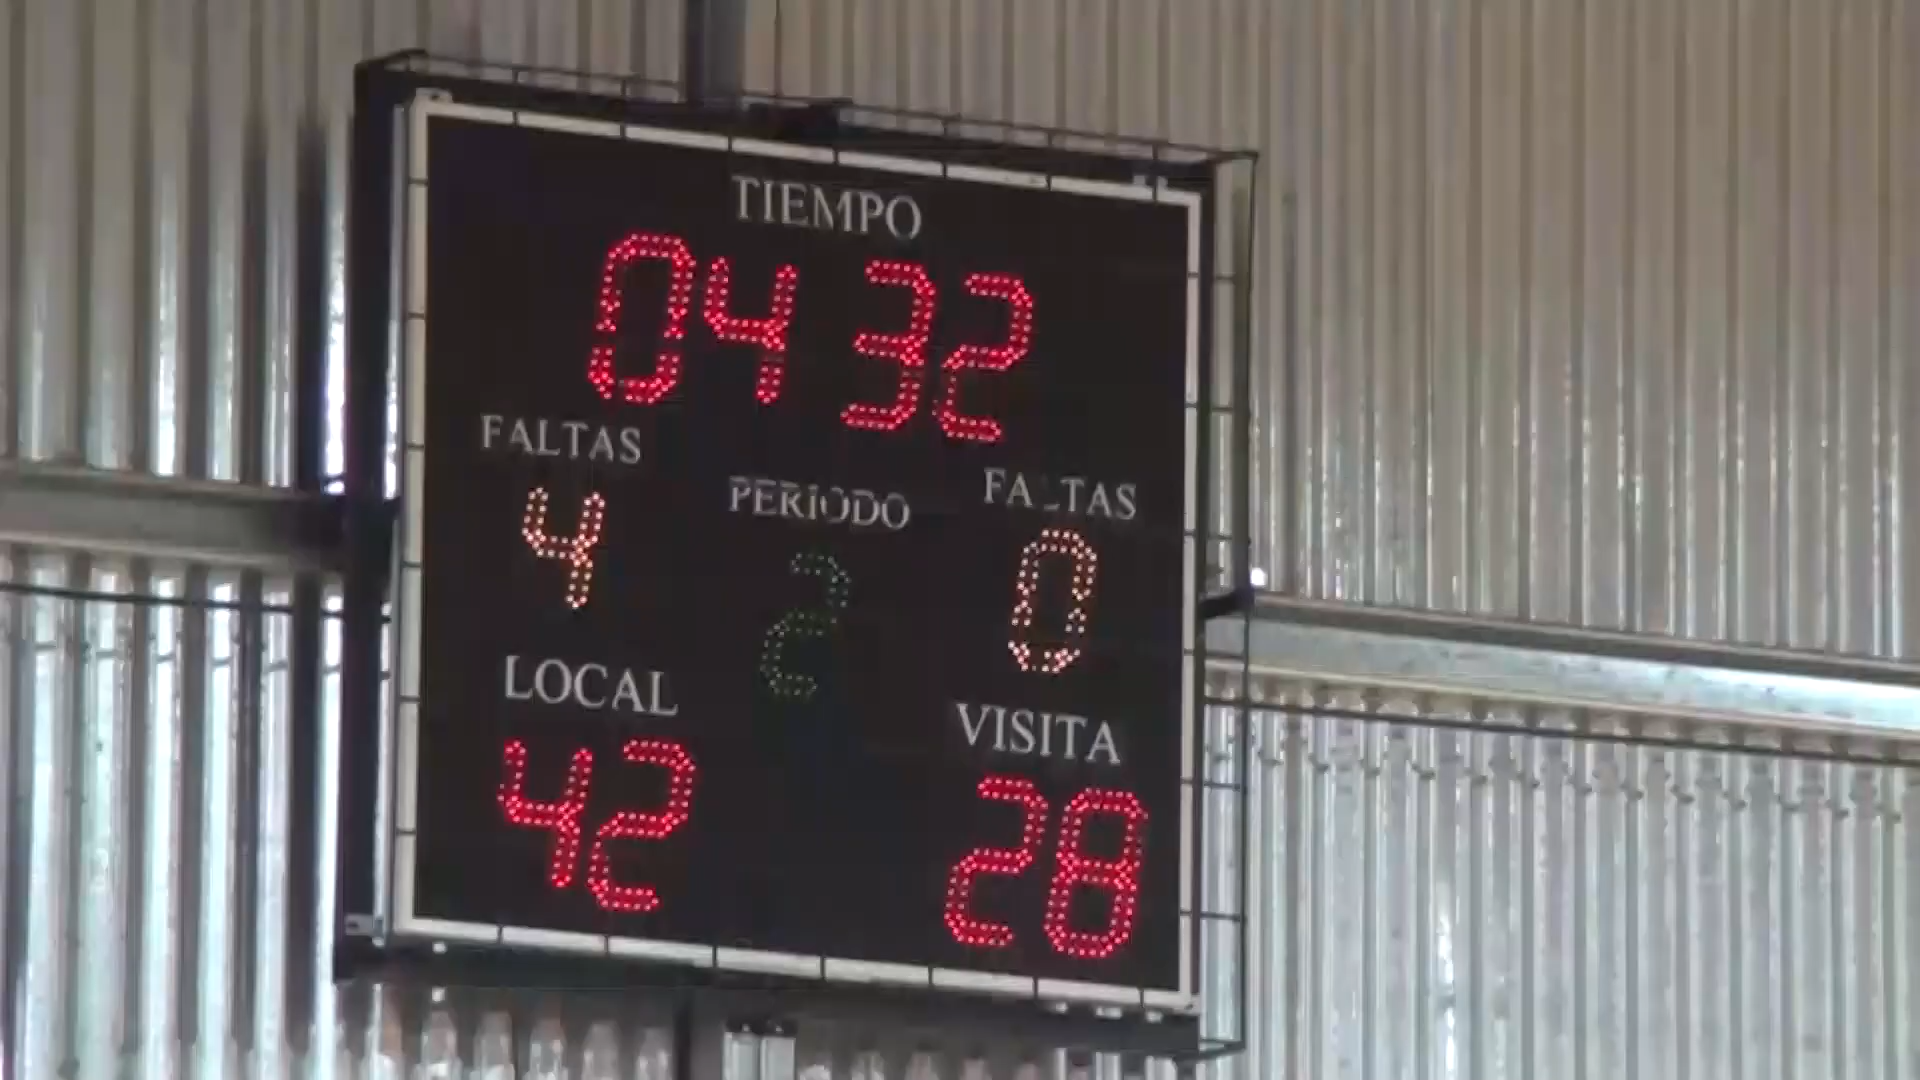 TIEMPO
04 32
FALTAS
PERIODO
FALTAS
4
2
0
LOCAL
VISITA
42
28